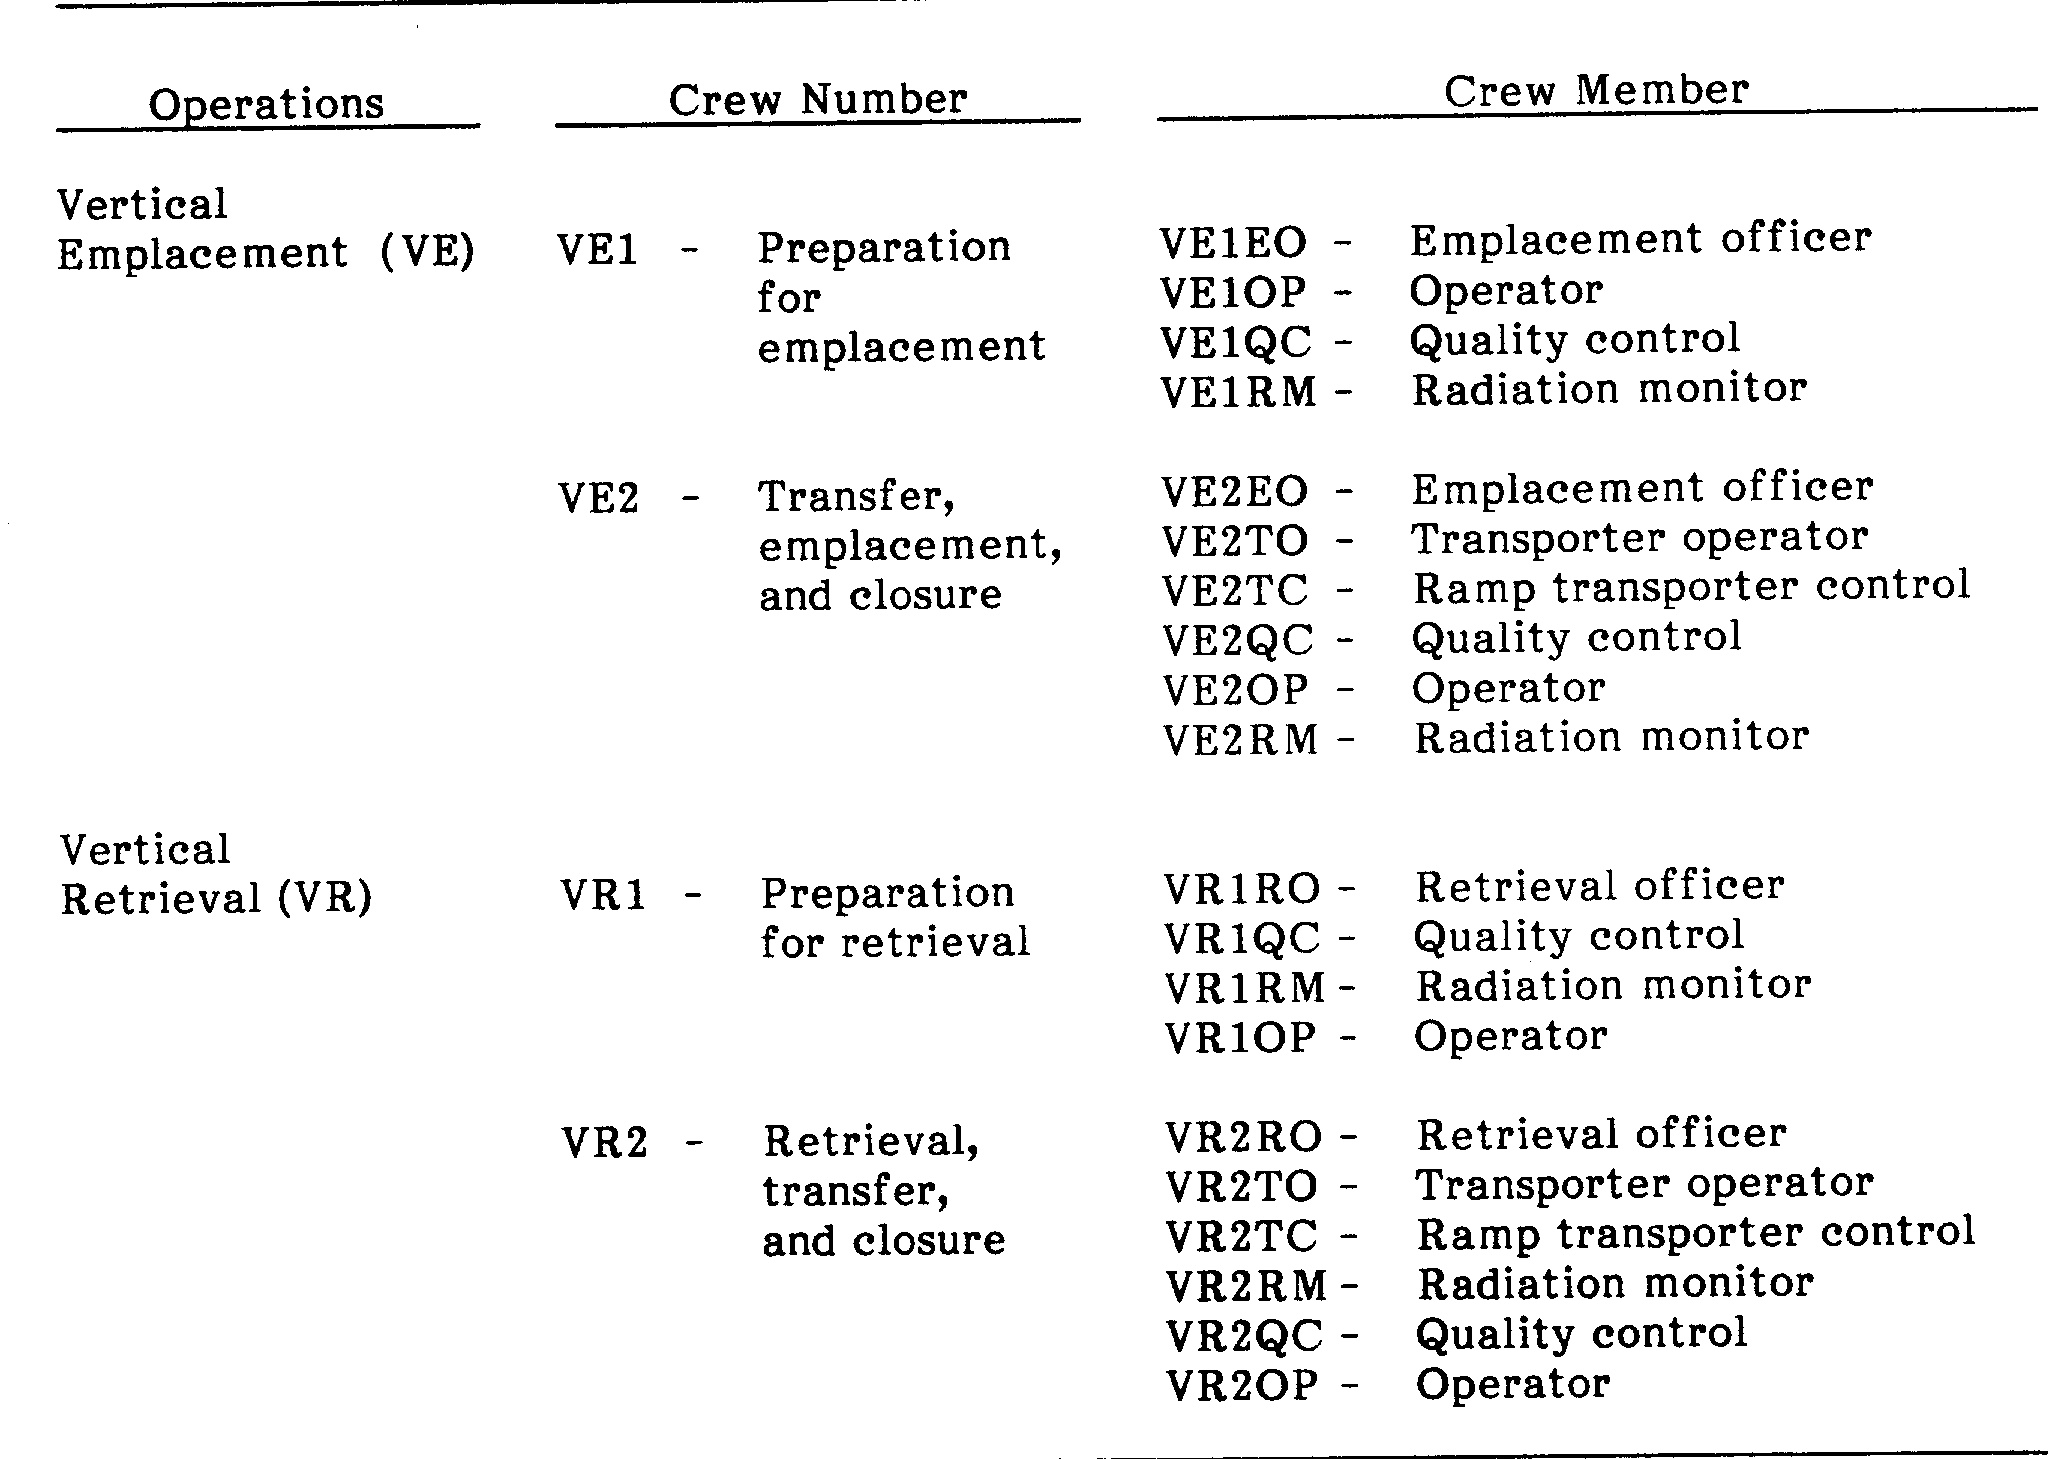 Operations Crew Number Crew Member
Vertical
Emplacement (VE) VE1 - Preparation VE1EO - Emplacement officer
for VE1OP - Operator
emplacement VE1QC - Quality control
VE1RM - Radiation monitor
VE2 - Transfer, VE2EO - Emplacement officer
emplacement, VE2TO - Transporter operator
and closure VE2TC - Ramp transporter control
VE2QC - Quality control
VE2OP - Operator
VE2RM - Radiation monitor
Vertical
Retrieval (VR) VR1 - Preparation VR1RO - Retrieval officer
for retrieval VR1QC - Quality control
VR1RM - Radiation monitor
VR1OP - Operator
VR2 - Retrieval, VR2RO - Retrieval officer
transfer, VR2TO - Transporter operator
and closure VR2TC - Ramp transporter control
VR2RM - Radiation monitor
VR2QC - Quality control
VR2OP - Operator